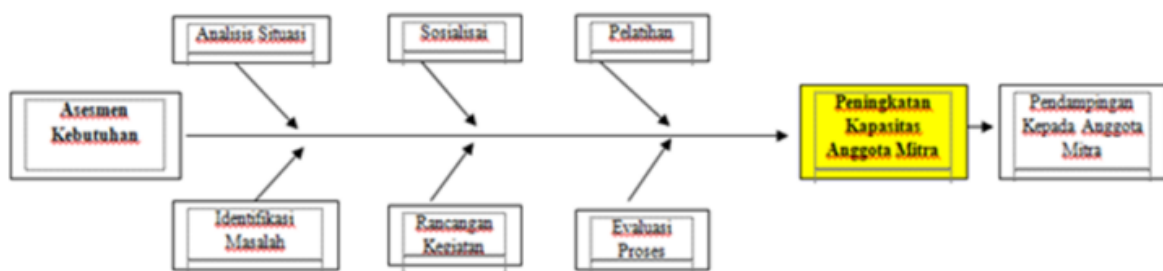 Analisis Situasi
Sosialisai
Pelatihan
Asesmen
Kebutuhan
Peningkatan
Kapasitas
Anggota Mitra
Pendampingan
Kepada Anggota
Mitra
Identifikasi
Masalah
Rancangan
Kegiatan
Evaluasi
Proses